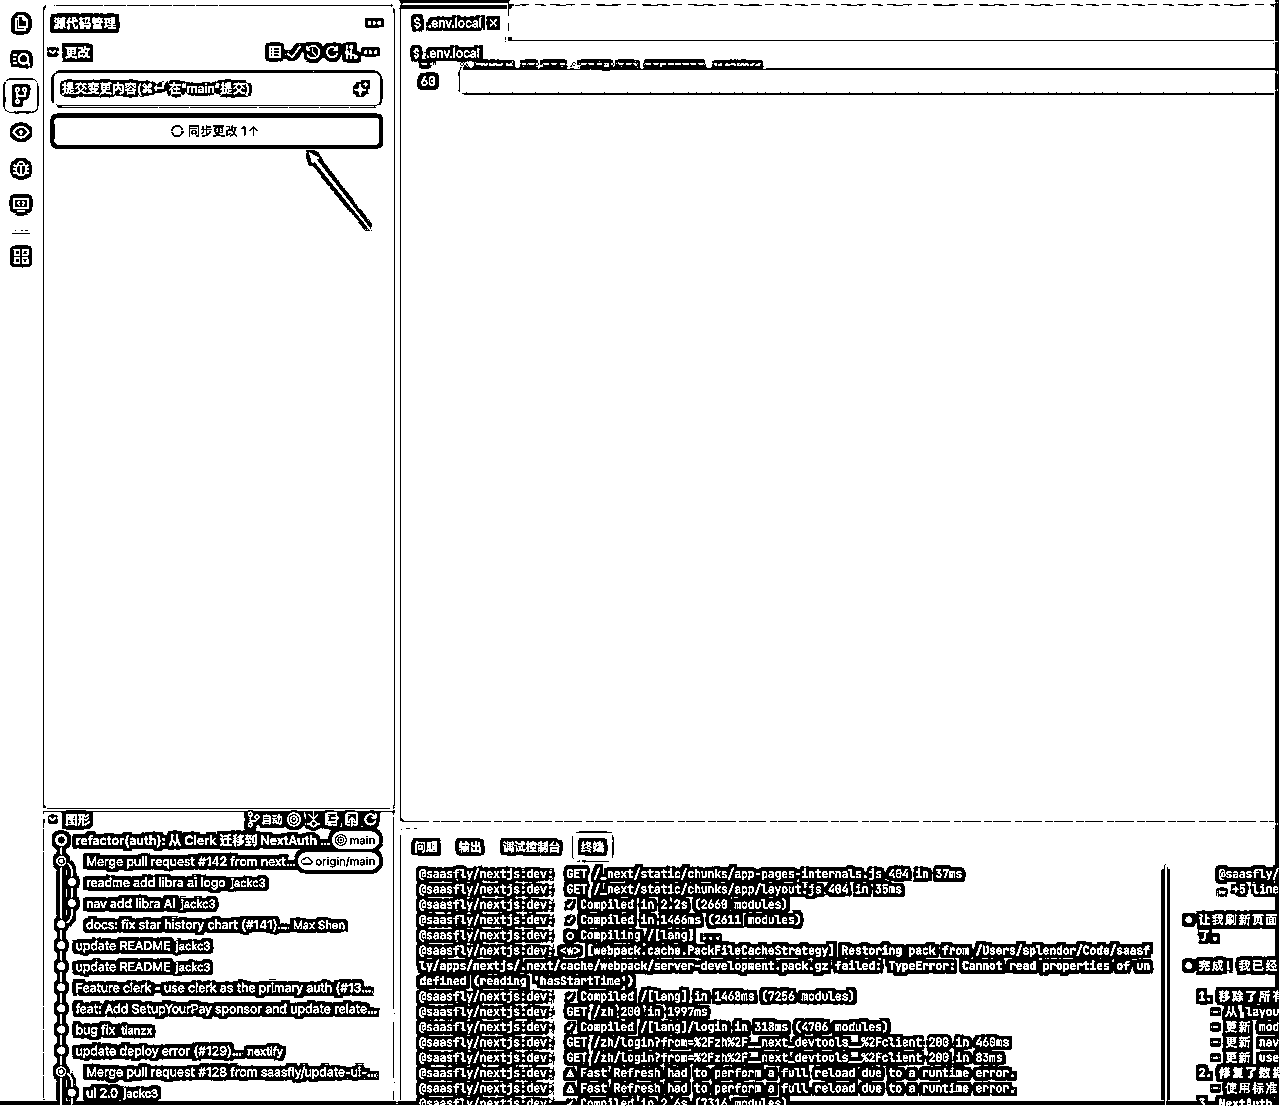 源代码管理
更改
提交变更内容(⌘⏎ 在"main"提交)
同步更改 1↑
图形
自动
refactor(auth): 从 Clerk 迁移到 NextAuth ... main
Merge pull request #142 from next... origin/main
readme add libra ai logo jackc3
nav add libra AI jackc3
docs: fix star history chart (#141)... Max Shen
update README jackc3
update README jackc3
Feature clerk - use clerk as the primary auth (#13...
feat: Add SetupYourPay sponsor and update relate...
bug fix tianzx
update deploy error (#129)... nextify
Merge pull request #128 from saasfly/update-ui-...
ui 2.0 jackc3
$ .env.local ×
$ .env.local
60
问题 输出 调试控制台 终端
@saasfly/nextjs:dev: GET /_next/static/chunks/app-pages-internals.js 404 in 37ms
@saasfly/nextjs:dev: GET /_next/static/chunks/app/layout.js 404 in 35ms
@saasfly/nextjs:dev: ✓ Compiled in 2.2s (2660 modules)
@saasfly/nextjs:dev: ✓ Compiled in 1466ms (2611 modules)
@saasfly/nextjs:dev: ○ Compiling /[lang] ...
@saasfly/nextjs:dev: <w> [webpack.cache.PackFileCacheStrategy] Restoring pack from /Users/splendor/Code/saasf
ly/apps/nextjs/.next/cache/webpack/server-development.pack.gz failed: TypeError: Cannot read properties of un
defined (reading 'hasStartTime')
@saasfly/nextjs:dev: ✓ Compiled /[lang] in 1468ms (7256 modules)
@saasfly/nextjs:dev: GET /zh 200 in 1997ms
@saasfly/nextjs:dev: ✓ Compiled /[lang]/login in 318ms (4706 modules)
@saasfly/nextjs:dev: GET /zh/login?from=%2Fzh%2F__next_devtools__%2Fclient 200 in 460ms
@saasfly/nextjs:dev: GET /zh/login?from=%2Fzh%2F__next_devtools__%2Fclient 200 in 83ms
@saasfly/nextjs:dev: ⚠ Fast Refresh had to perform a full reload due to a runtime error.
@saasfly/nextjs:dev: ⚠ Fast Refresh had to perform a full reload due to a runtime error.
@saasfly/nextjs:dev: ✓ Compiled in 2.6s (7316 modules)
@saasfly/
… +5 line
让我刷新页面
完成！我已经
1. 移除了所有
- 从 layou
- 更新 mod
- 更新 nav
- 更新 use
2. 修复了数据
- 使用标准
3. NextAuth